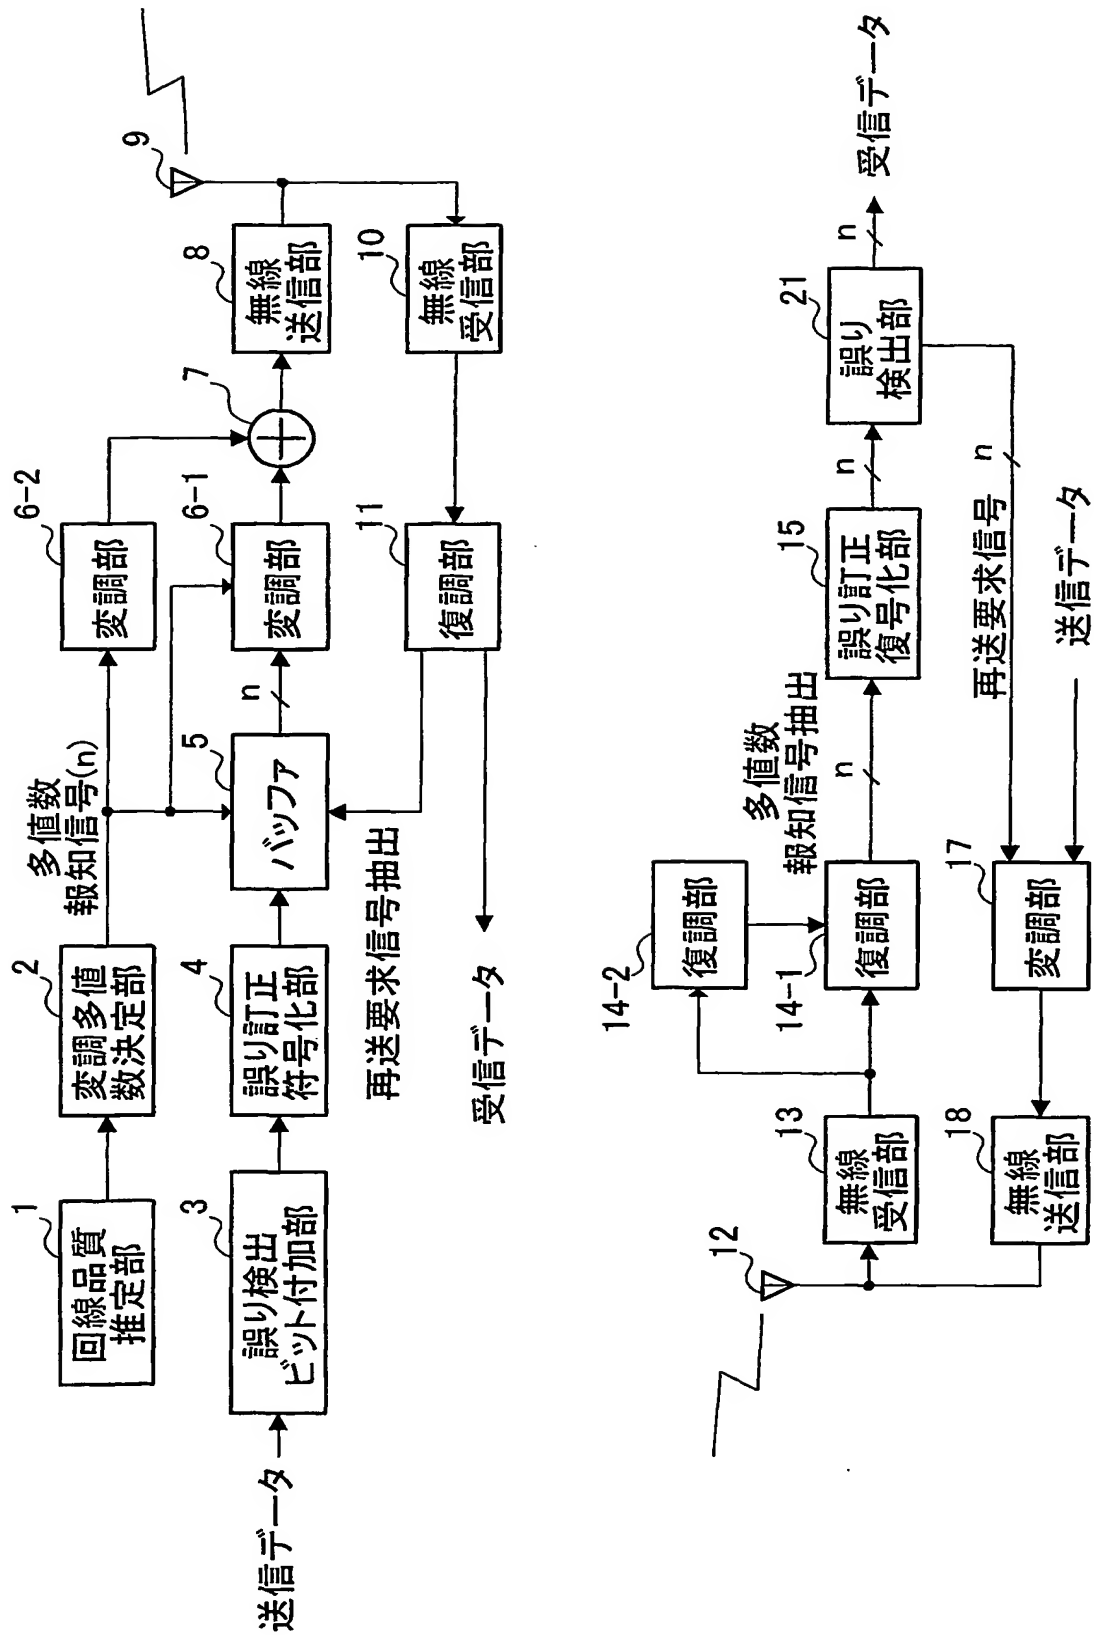 1
回線品質
推定部
2
変調多値
数決定部
多値数
報知信号(n)
6-2
変調部
送信データ
3
誤り検出
ビット付加部
4
誤り訂正
符号化部
5
バッファ
n
6-1
変調部
7
8
無線
送信部
9
10
無線
受信部
11
復調部
再送要求信号抽出
受信データ
12
13
無線
受信部
14-2
復調部
14-1
復調部
多値数
報知信号抽出
n
15
誤り訂正
復号化部
n
21
誤り
検出部
n
受信データ
n
再送要求信号
送信データ
17
変調部
18
無線
送信部